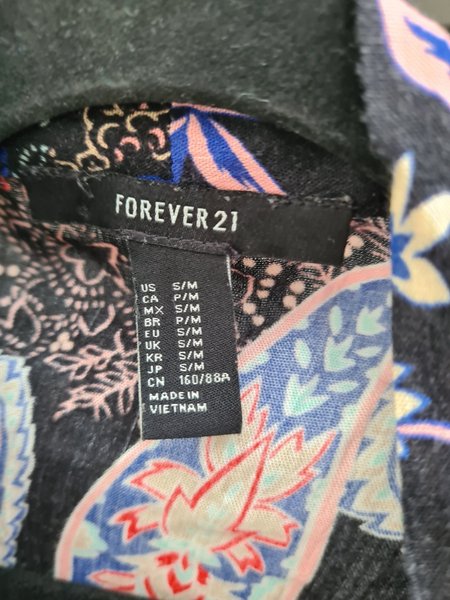 FOREVER 21
US S/M
CA P/M
MX S/M
BR P/M
EU S/M
UK S/M
KR S/M
JP S/M
CN 160/88A
MADE IN
VIETNAM